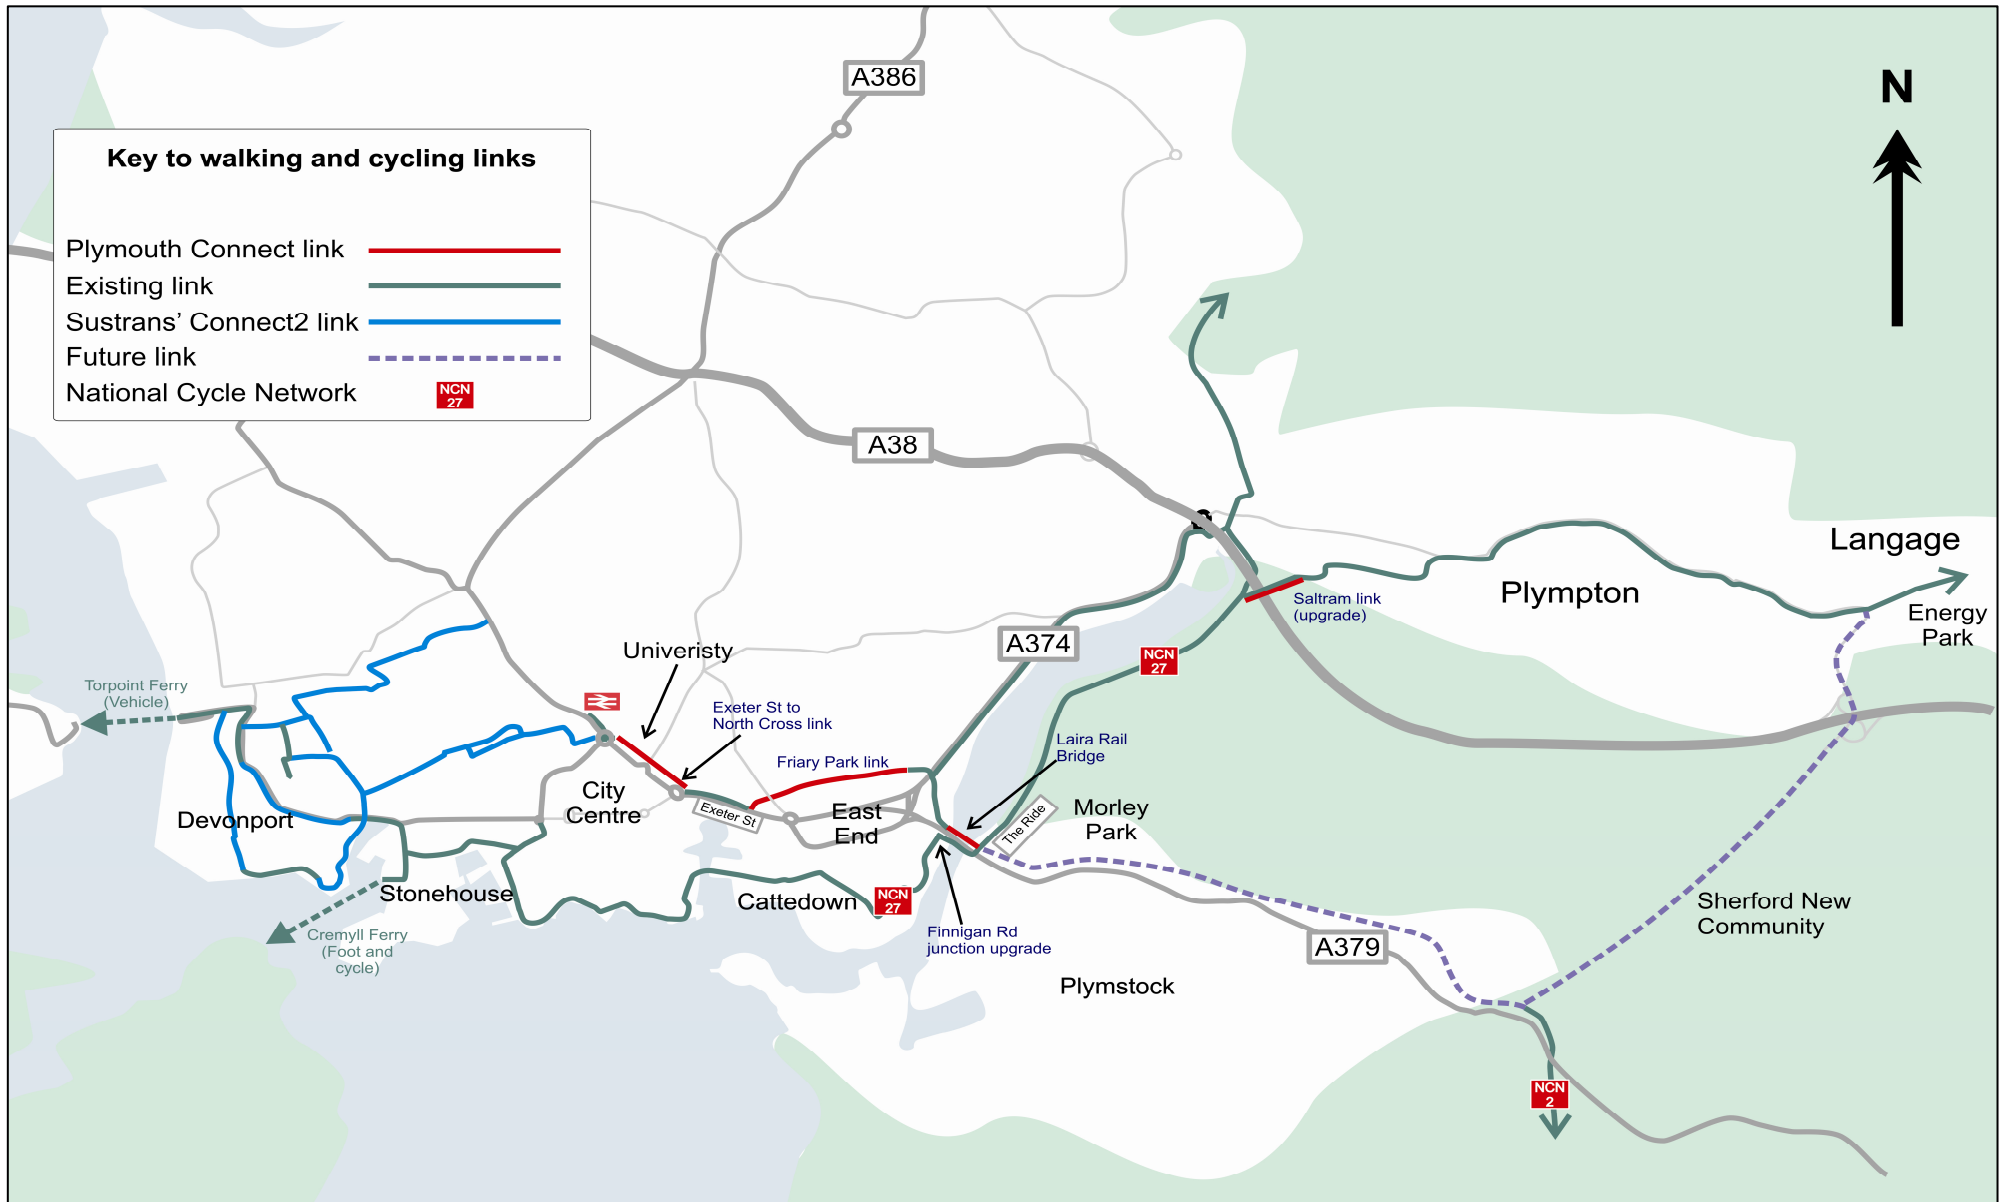 A386
N
Key to walking and cycling links
Plymouth Connect link
Existing link
Sustrans' Connect2 link
Future link
National Cycle Network
NCN
27
A38
Langage
Plympton
Energy
Park
Saltram link
(upgrade)
A374
NCN
27
Univeristy
Torpoint Ferry
(Vehicle)
Exeter St to
North Cross link
Laira Rail
Bridge
Friary Park link
City
Centre
Exeter St
East
End
The Ride
Morley
Park
Devonport
Stonehouse
Cattedown
NCN
27
Sherford New
Community
Cremyll Ferry
(Foot and
cycle)
Finnigan Rd
junction upgrade
A379
Plymstock
NCN
2